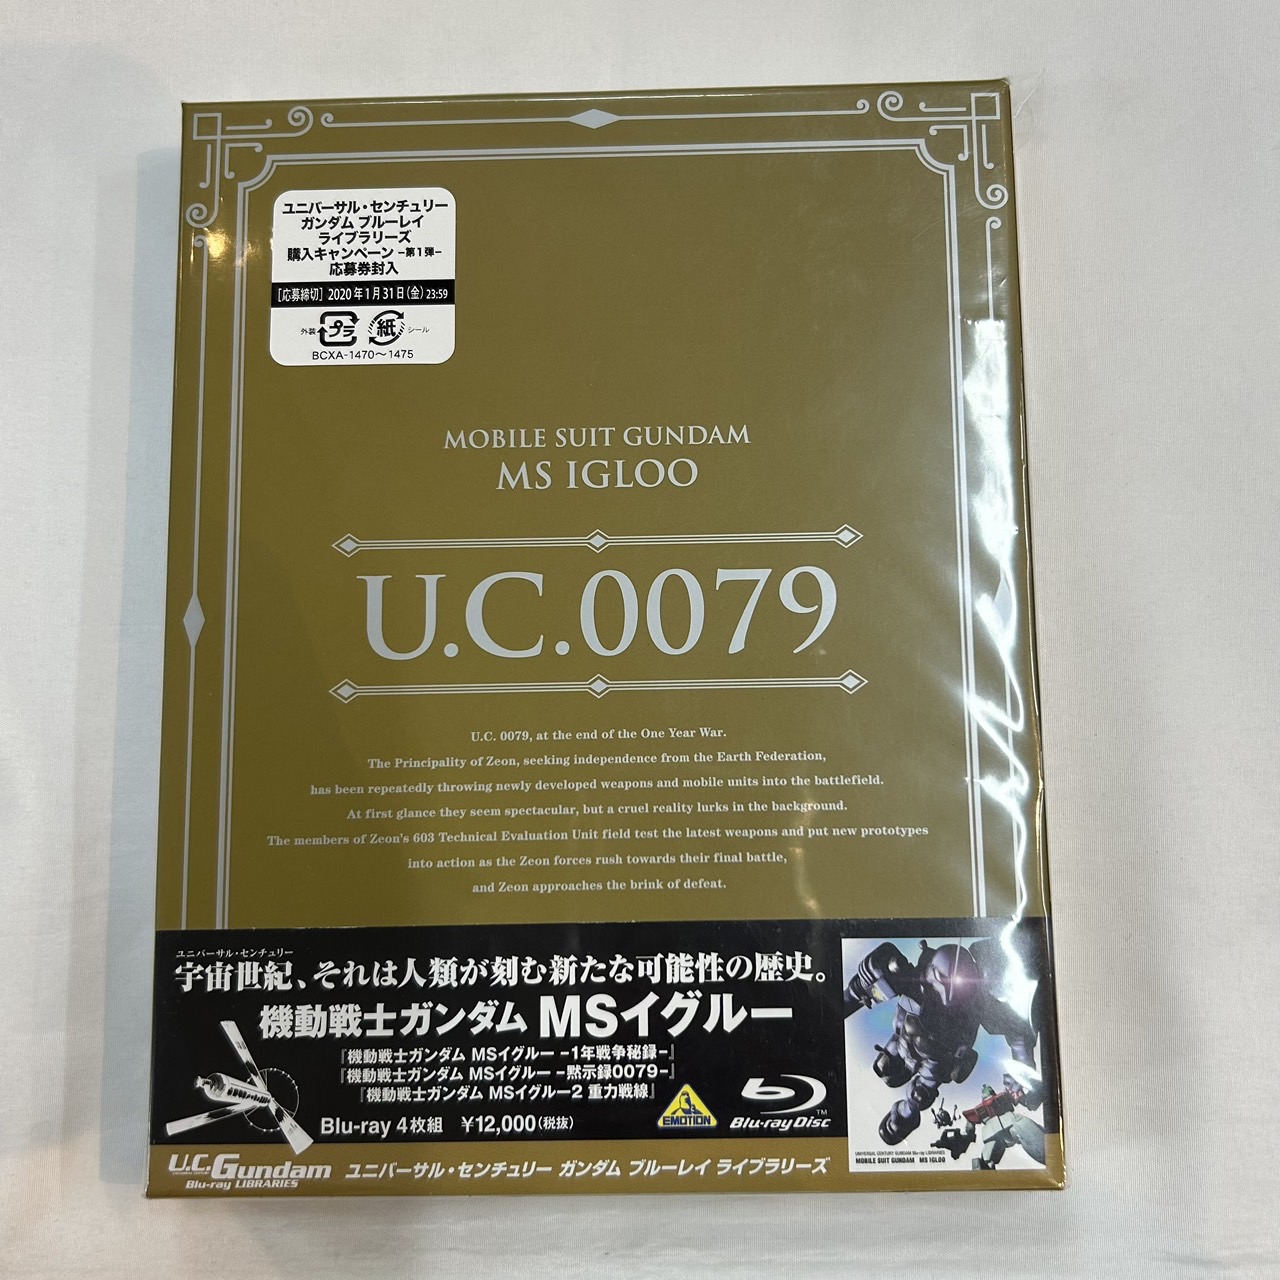 ユニバーサル・センチュリー
ガンダム ブルーレイ
ライブラリーズ
購入キャンペーン -第1弾-
応募券封入
[応募締切] 2020年1月31日(金) 23:59
外装 プラ 紙 シール
BCXA-1470〜1475
MOBILE SUIT GUNDAM
MS IGLOO
U.C.0079
U.C. 0079, at the end of the One Year War.
The Principality of Zeon, seeking independence from the Earth Federation,
has been repeatedly throwing newly developed weapons and mobile units into the battlefield.
At first glance they seem spectacular, but a cruel reality lurks in the background.
The members of Zeon's 603 Technical Evaluation Unit field test the latest weapons and put new prototypes
into action as the Zeon forces rush towards their final battle,
and Zeon approaches the brink of defeat.
ユニバーサル・センチュリー
宇宙世紀、それは人類が刻む新たな可能性の歴史。
機動戦士ガンダム MSイグルー
『機動戦士ガンダム MSイグルー -1年戦争秘録-』
『機動戦士ガンダム MSイグルー -黙示録0079-』
『機動戦士ガンダム MSイグルー2 重力戦線』
Blu-ray 4枚組 ¥12,000(税抜)
EMOTION
Blu-ray Disc TM
UNIVERSAL CENTURY GUNDAM Blu-ray LIBRARIES
MOBILE SUIT GUNDAM MS IGLOO
U.C.Gundam
UNIVERSAL CENTURY
Blu-ray LIBRARIES
ユニバーサル・センチュリー ガンダム ブルーレイ ライブラリーズ